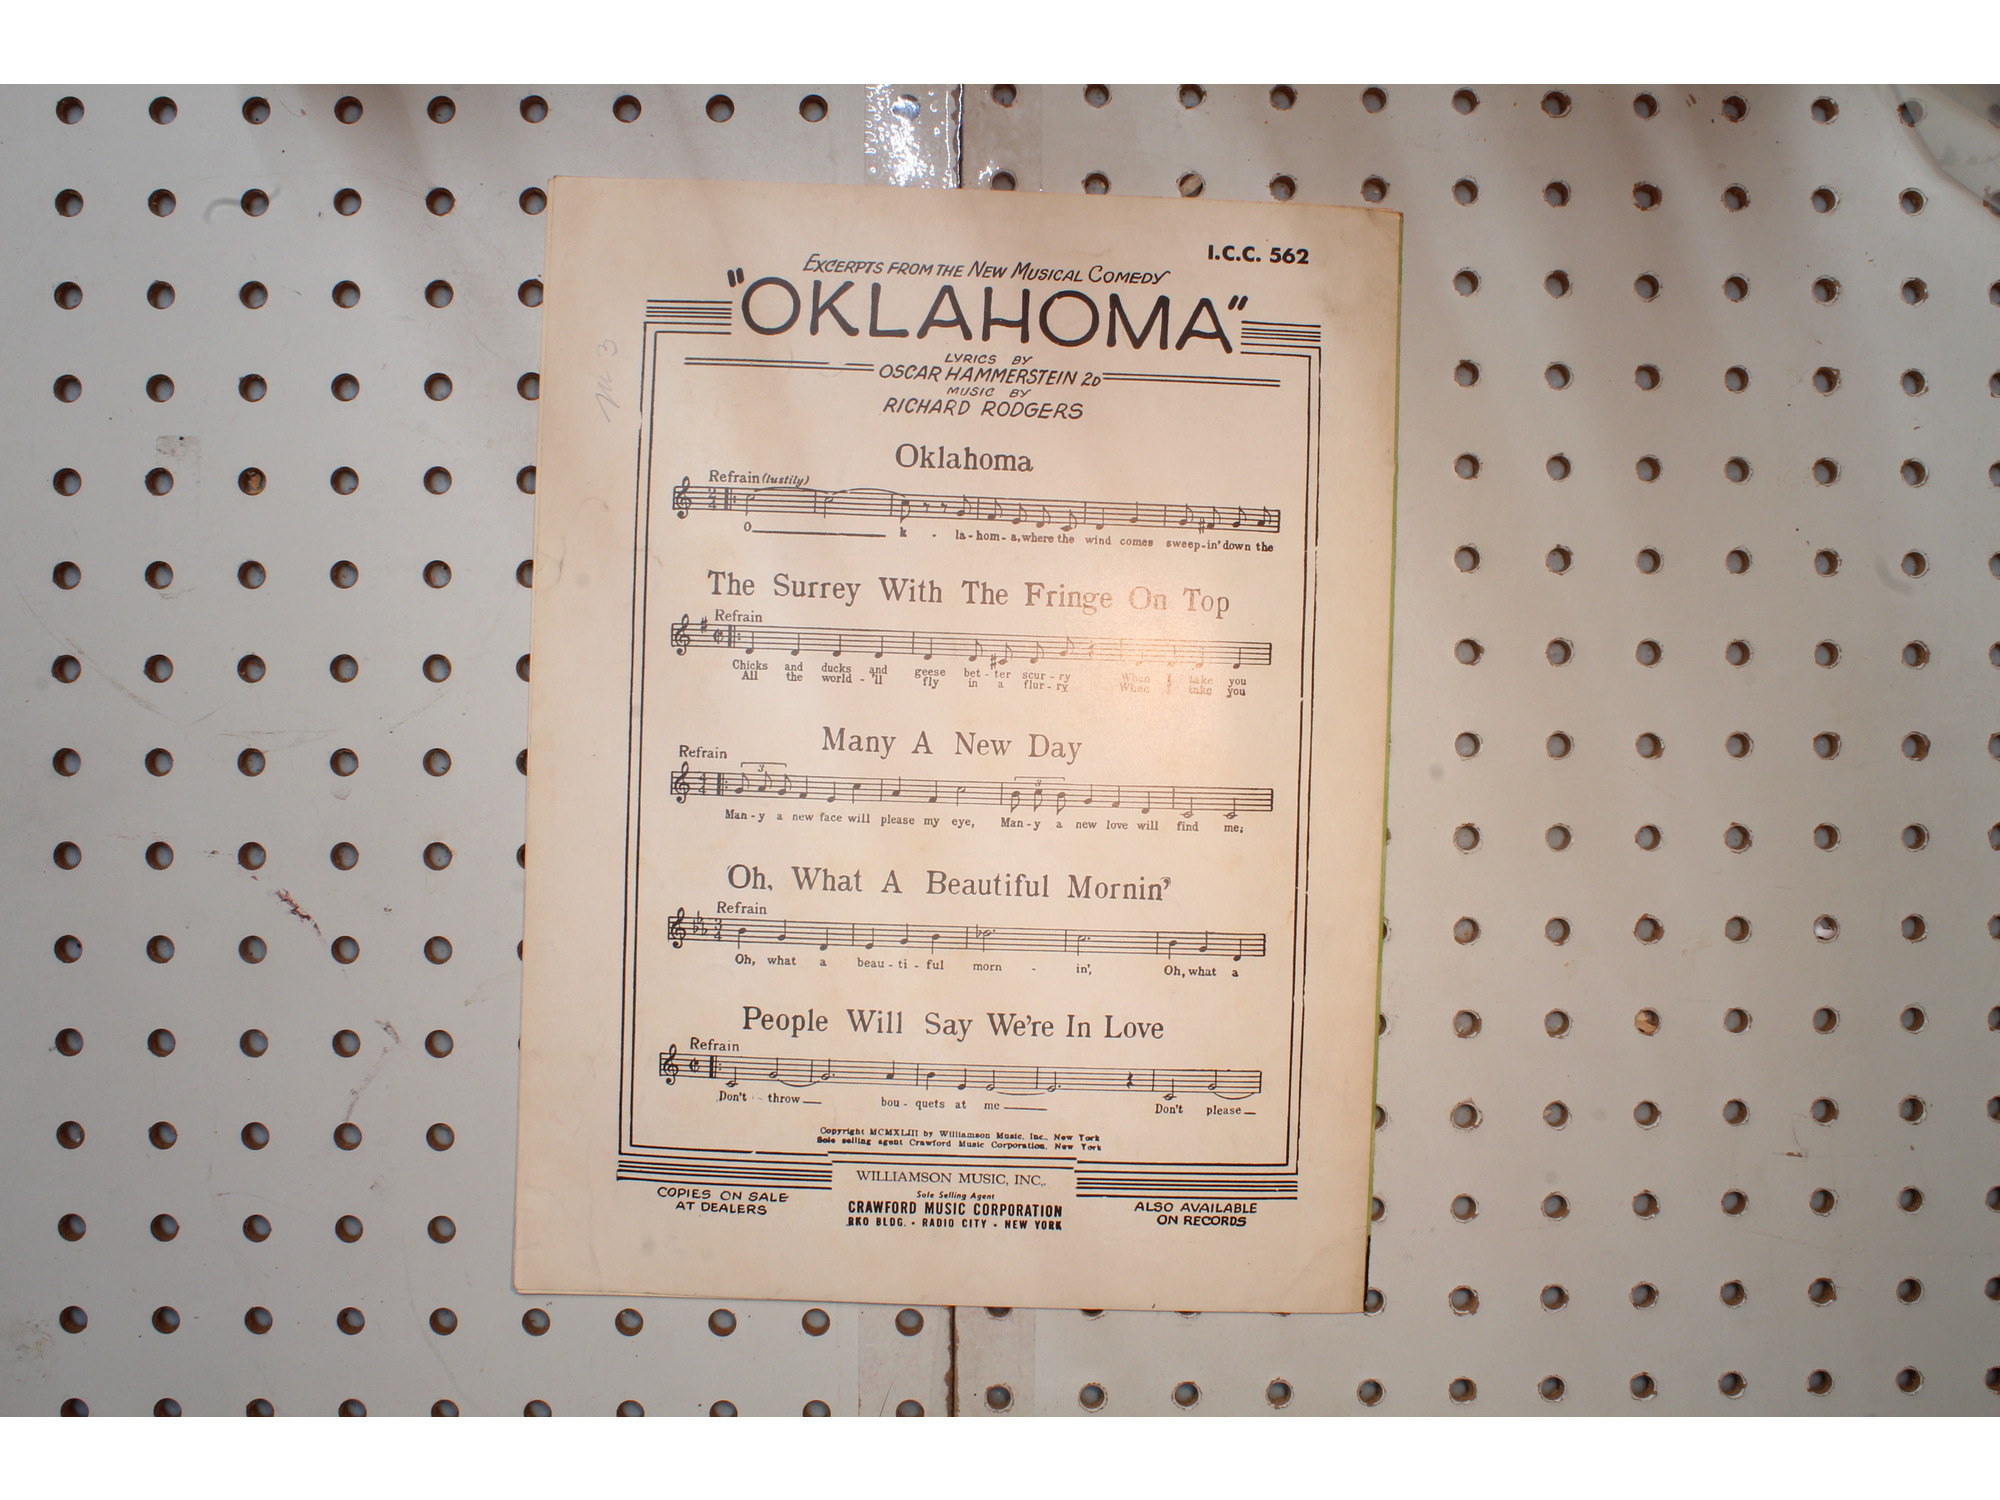 I.C.C. 562
EXCERPTS FROM THE NEW MUSICAL COMEDY
"OKLAHOMA"
LYRICS BY
OSCAR HAMMERSTEIN 2D
MUSIC BY
RICHARD RODGERS
Oklahoma
Refrain (lustily)
O k - la-hom-a, where the wind comes sweep-in' down the
The Surrey With The Fringe On Top
Refrain
Chicks and ducks and geese bet-ter scur-ry When I take you
All the world-'ll fly in a flur-ry When I take you
Many A New Day
Refrain
3 3
Man-y a new face will please my eye, Man-y a new love will find me;
Oh, What A Beautiful Mornin'
Refrain
Oh, what a beau-ti-ful morn - in', Oh, what a
People Will Say We're In Love
Refrain
Don't throw bou-quets at me Don't please
Copyright MCMXLIII by Williamson Music, Inc., New York
Sole selling agent Crawford Music Corporation, New York
WILLIAMSON MUSIC, INC.
Sole Selling Agent
CRAWFORD MUSIC CORPORATION
RKO BLDG. - RADIO CITY - NEW YORK
COPIES ON SALE
AT DEALERS
ALSO AVAILABLE
ON RECORDS